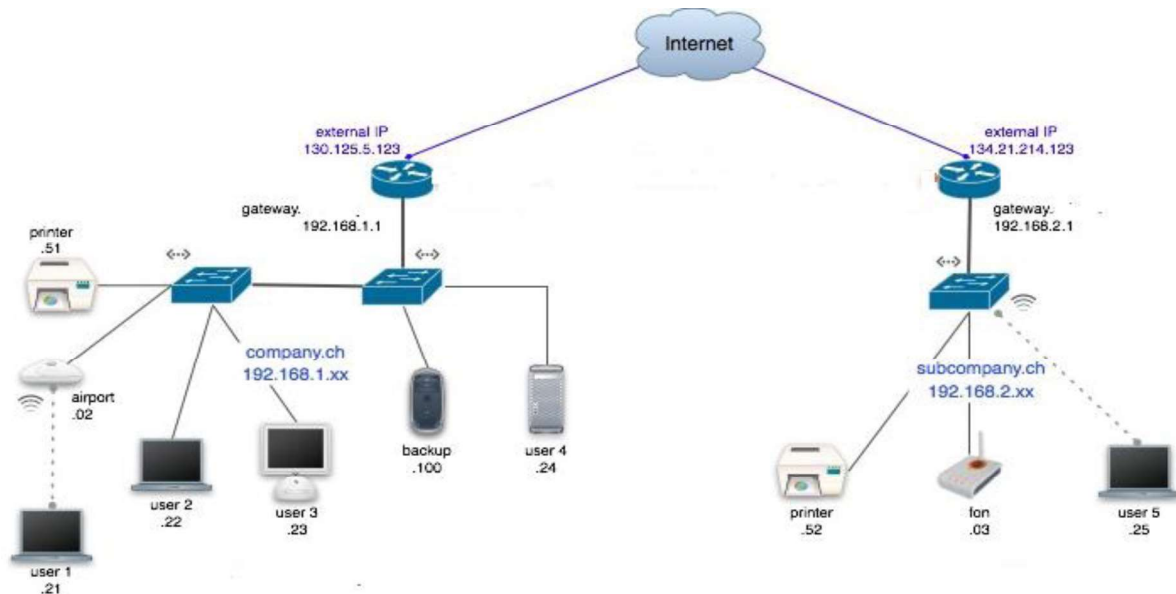 Internet
external IP
130.125.5.123
external IP
134.21.214.123
gateway.
192.168.1.1
gateway.
192.168.2.1
printer
.51
company.ch
192.168.1.xx
subcompany.ch
192.168.2.xx
airport
.02
backup
.100
user 4
.24
user 2
.22
user 3
.23
printer
.52
fon
.03
user 5
.25
user 1
.21